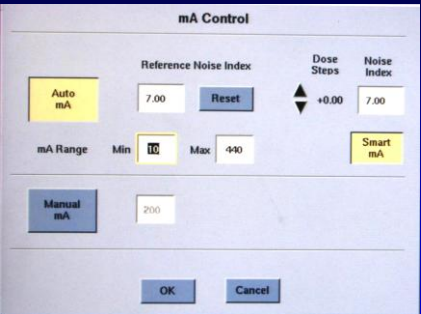 mA Control
Reference Noise Index
Dose Steps
Noise Index
Auto mA
7.00
Reset
+0.00
7.00
mA Range
Min
10
Max
440
Smart mA
Manual mA
200
OK
Cancel